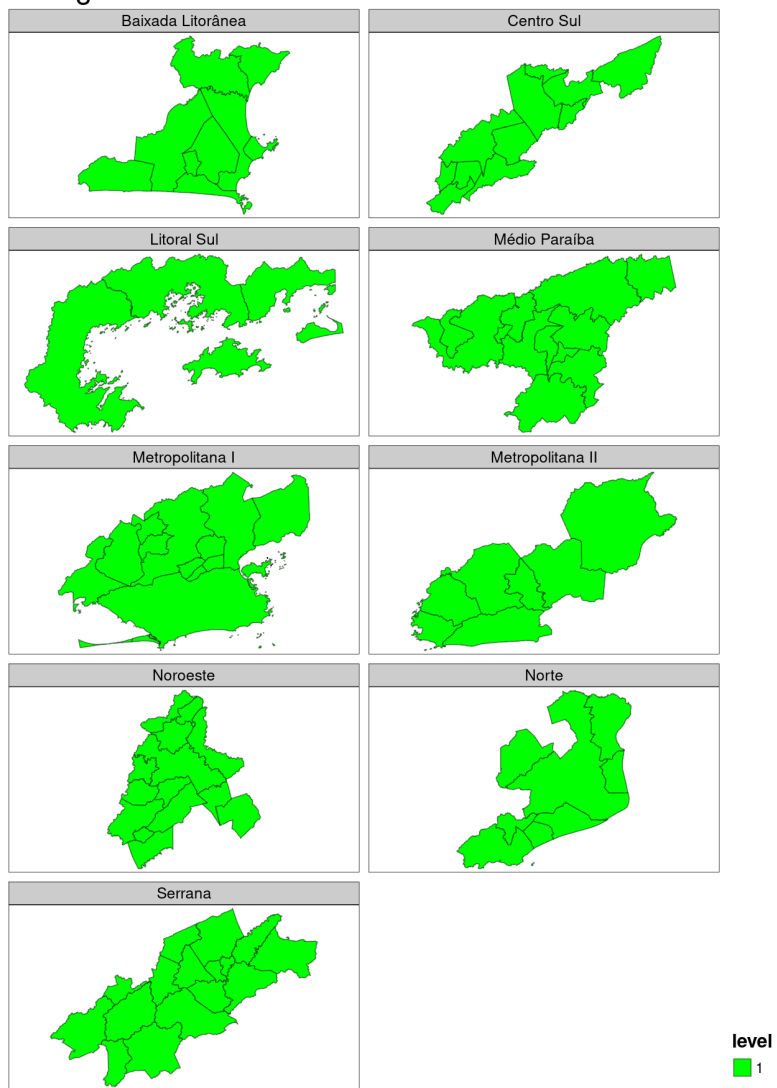 Baixada Litorânea
Centro Sul
Litoral Sul
Médio Paraíba
Metropolitana I
Metropolitana II
Noroeste
Norte
Serrana
level
1